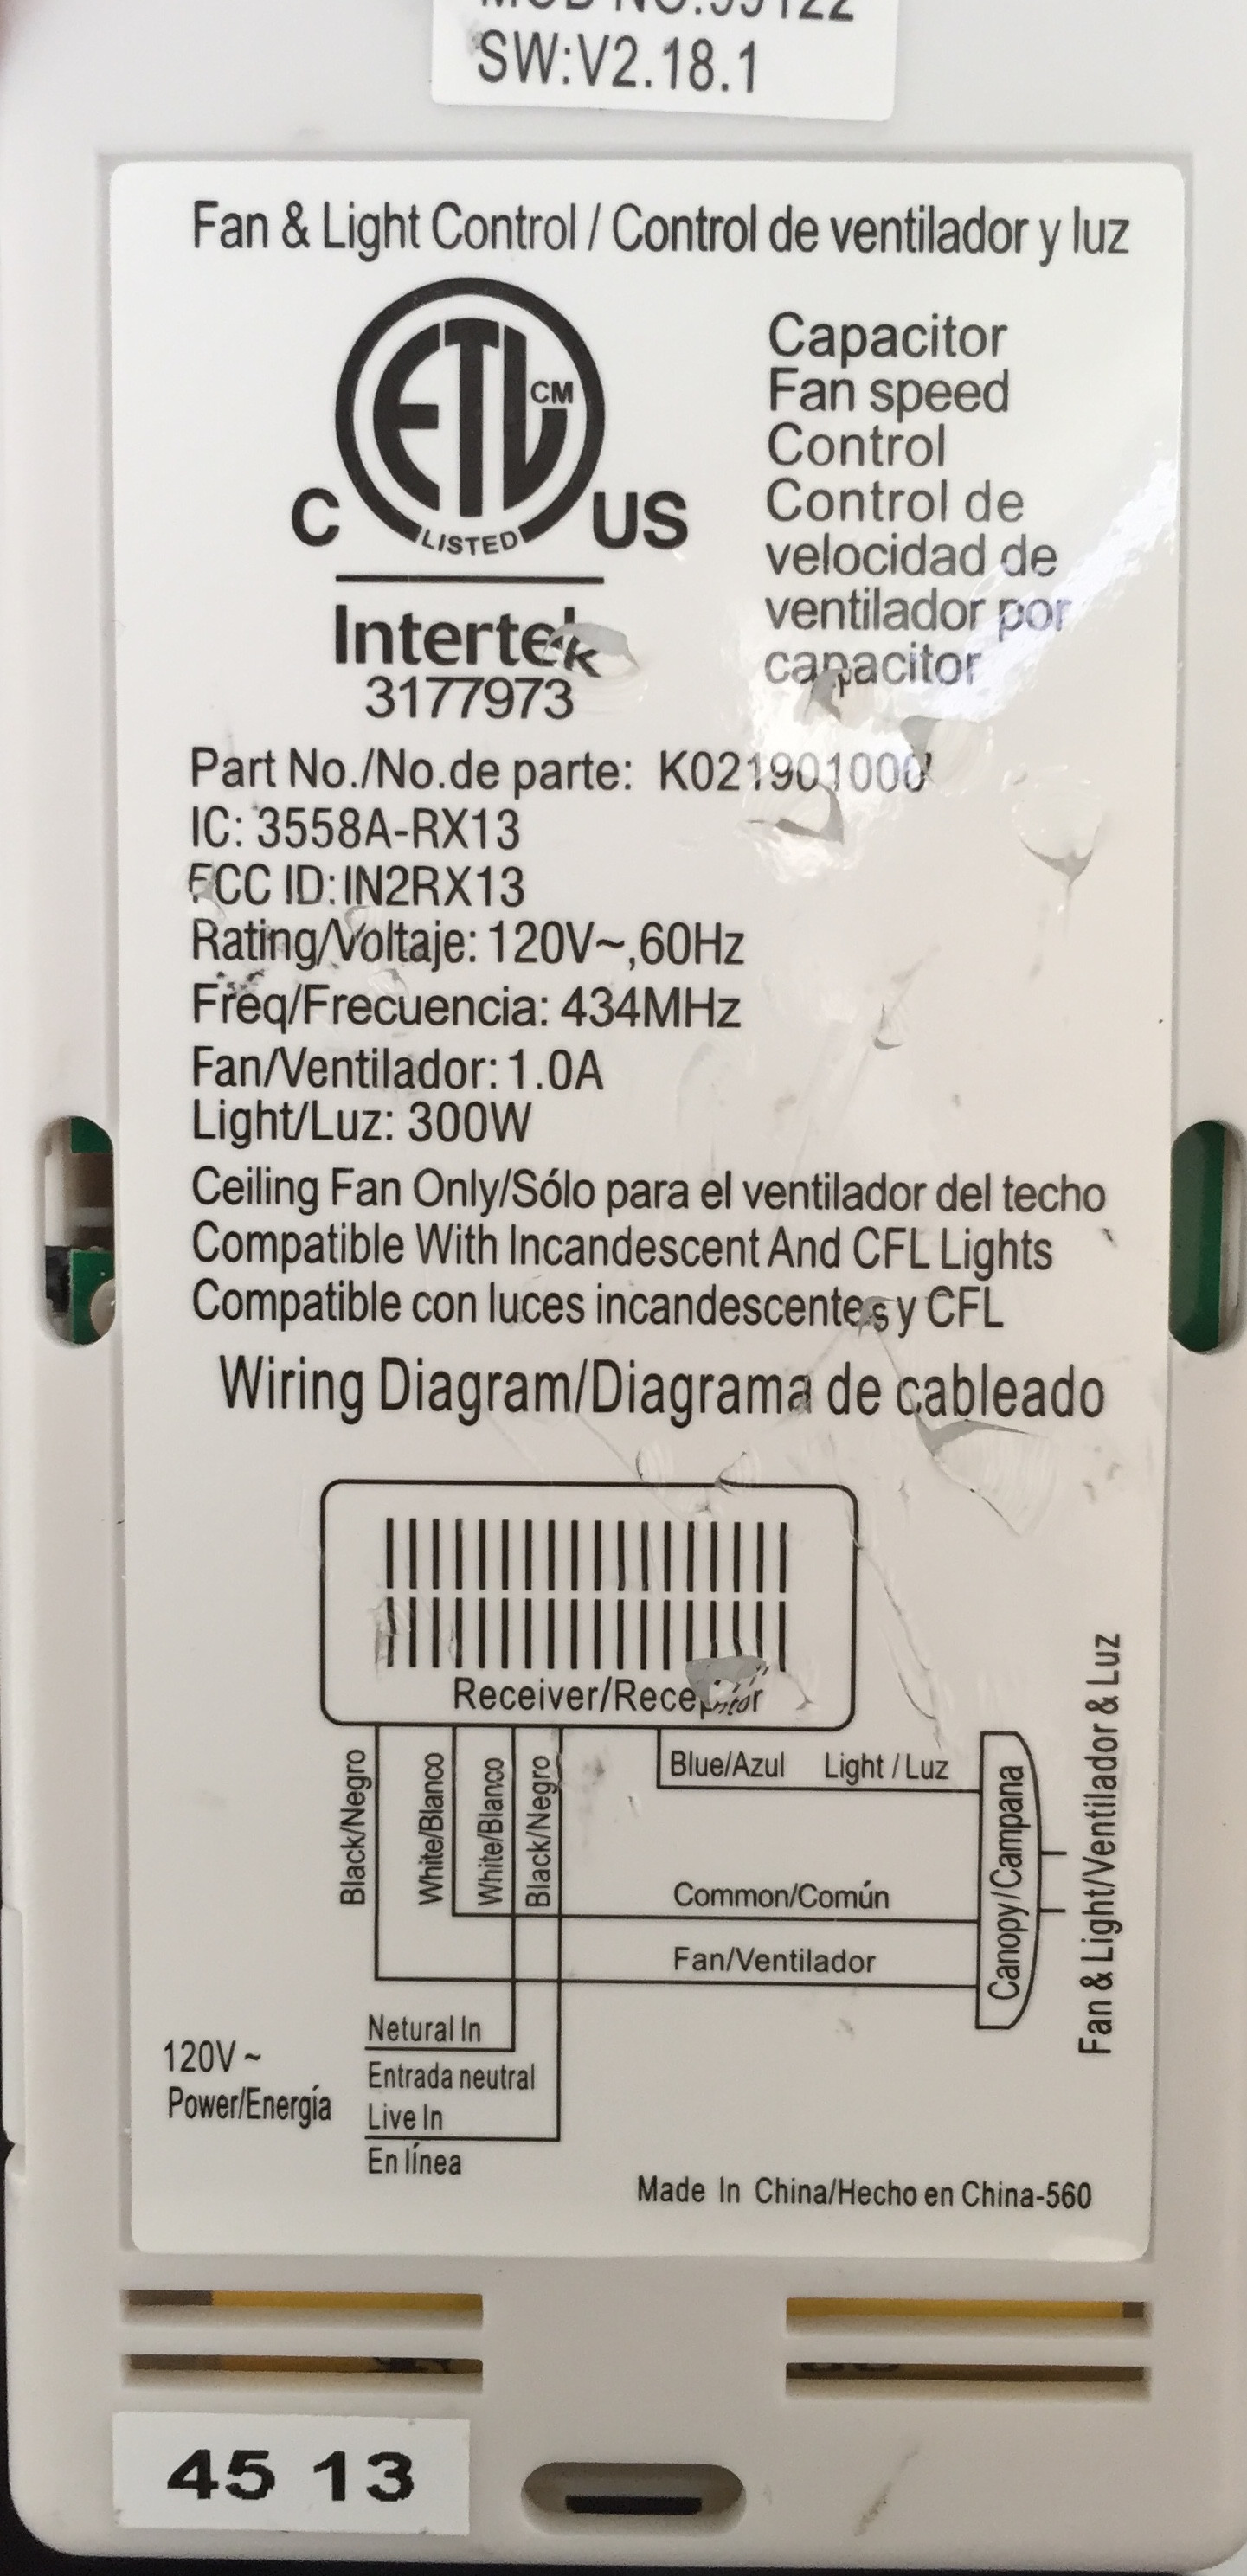 SW:V2.18.1
Fan & Light Control / Control de ventilador y luz
ETL CM
C LISTED US
Intertek
3177973
Capacitor
Fan speed
Control
Control de
velocidad de
ventilador por
capacitor
Part No./No.de parte: K021901000
IC: 3558A-RX13
FCC ID:IN2RX13
Rating/Voltaje: 120V~,60Hz
Freq/Frecuencia: 434MHz
Fan/Ventilador: 1.0A
Light/Luz: 300W
Ceiling Fan Only/Sólo para el ventilador del techo
Compatible With Incandescent And CFL Lights
Compatible con luces incandescentes y CFL
Wiring Diagram/Diagrama de cableado
Receiver/Receptor
Black/Negro
White/Blanco
White/Blanco
Black/Negro
Blue/Azul Light / Luz
Common/Común
Fan/Ventilador
Canopy/Campana
Fan & Light/Ventilador & Luz
120V~
Power/Energía
Netural In
Entrada neutral
Live In
En línea
Made In China/Hecho en China-560
45 13